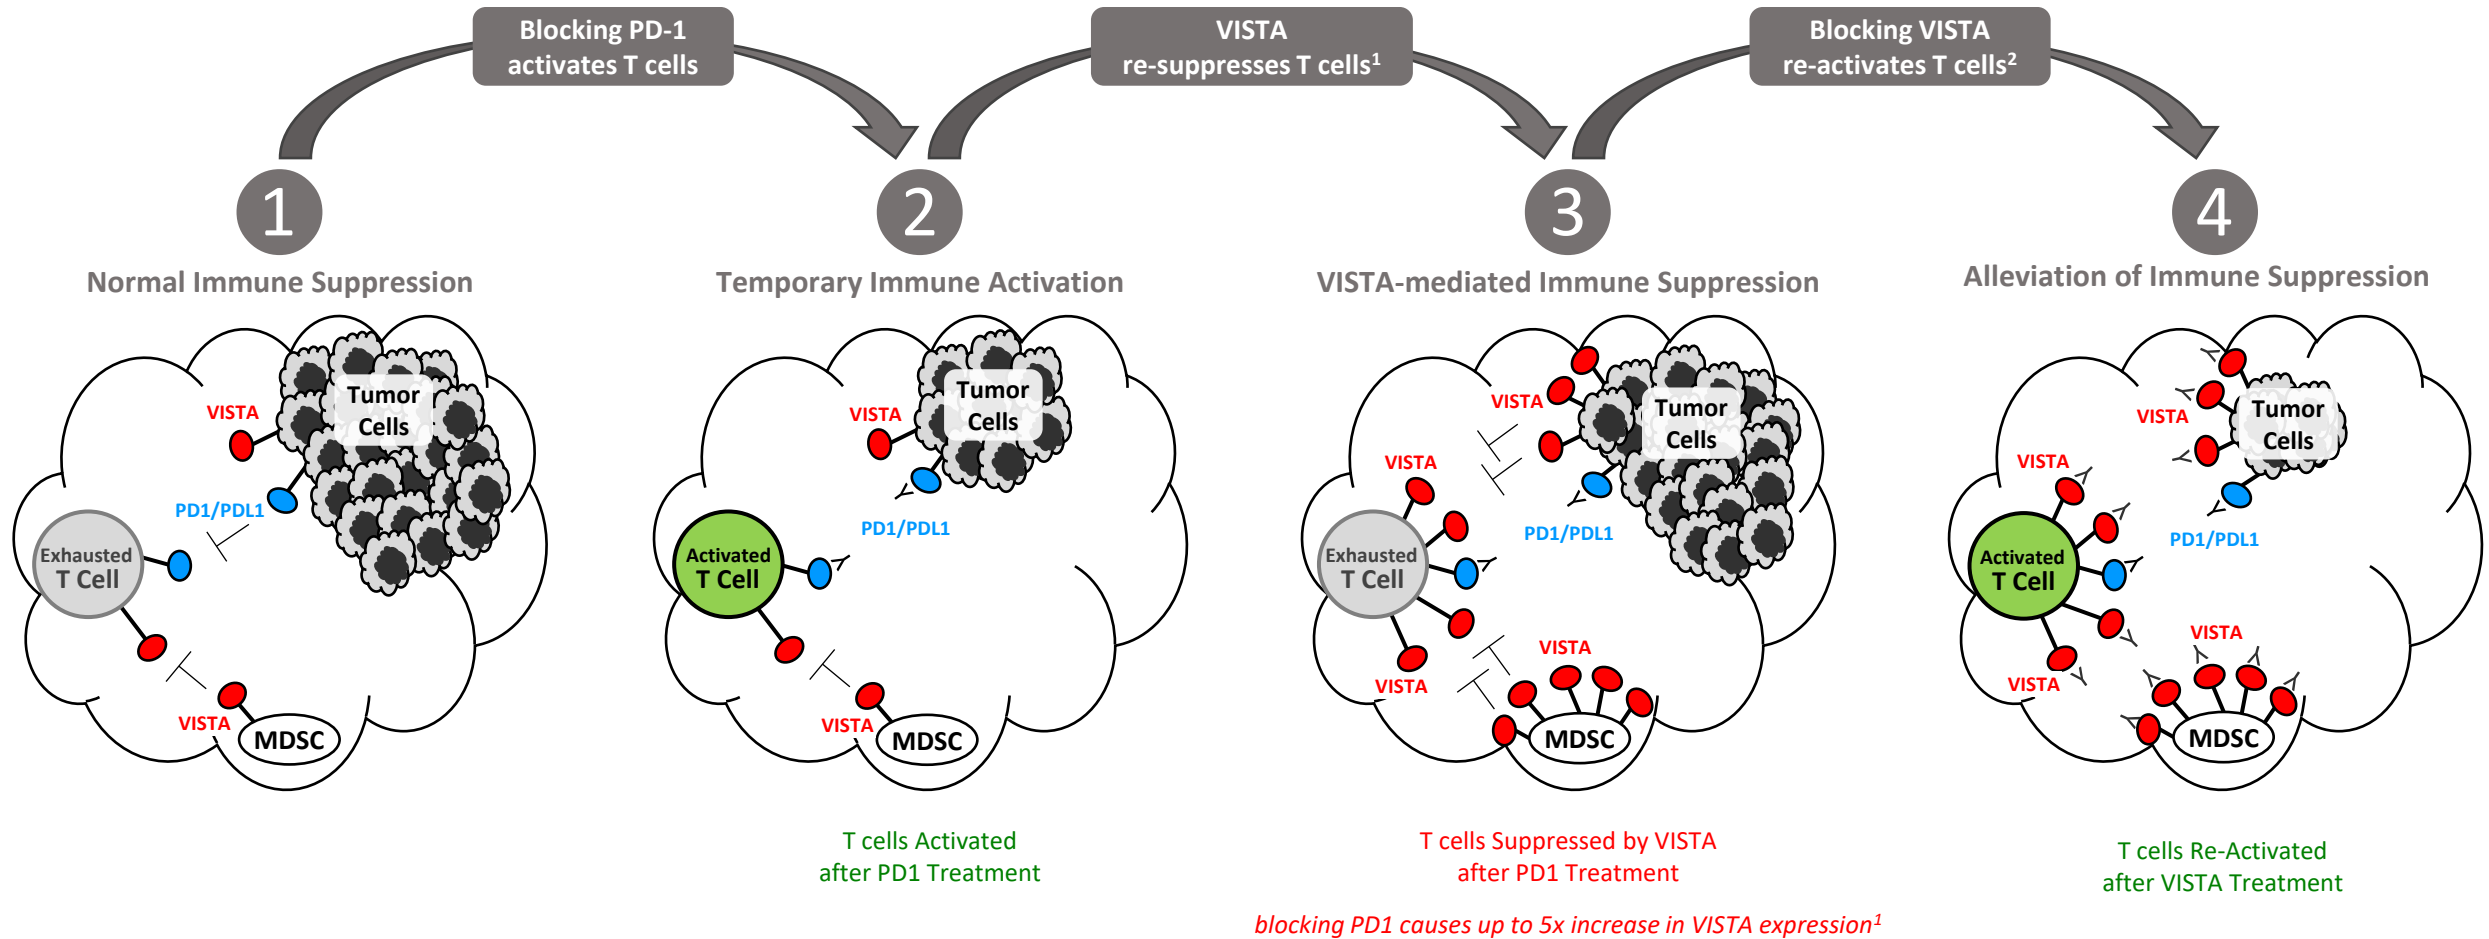 Blocking PD-1
activates T cells
VISTA
re-suppresses T cells¹
Blocking VISTA
re-activates T cells²
1
2
3
4
Normal Immune Suppression
Temporary Immune Activation
VISTA-mediated Immune Suppression
Alleviation of Immune Suppression
Tumor
Cells
VISTA
PD1/PDL1
Exhausted
T Cell
VISTA
MDSC
Tumor
Cells
VISTA
PD1/PDL1
Activated
T Cell
VISTA
MDSC
T cells Activated
after PD1 Treatment
Tumor
Cells
VISTA
VISTA
PD1/PDL1
Exhausted
T Cell
VISTA
VISTA
MDSC
T cells Suppressed by VISTA
after PD1 Treatment
blocking PD1 causes up to 5x increase in VISTA expression¹
Tumor
Cells
VISTA
VISTA
PD1/PDL1
Activated
T Cell
VISTA
VISTA
MDSC
T cells Re-Activated
after VISTA Treatment